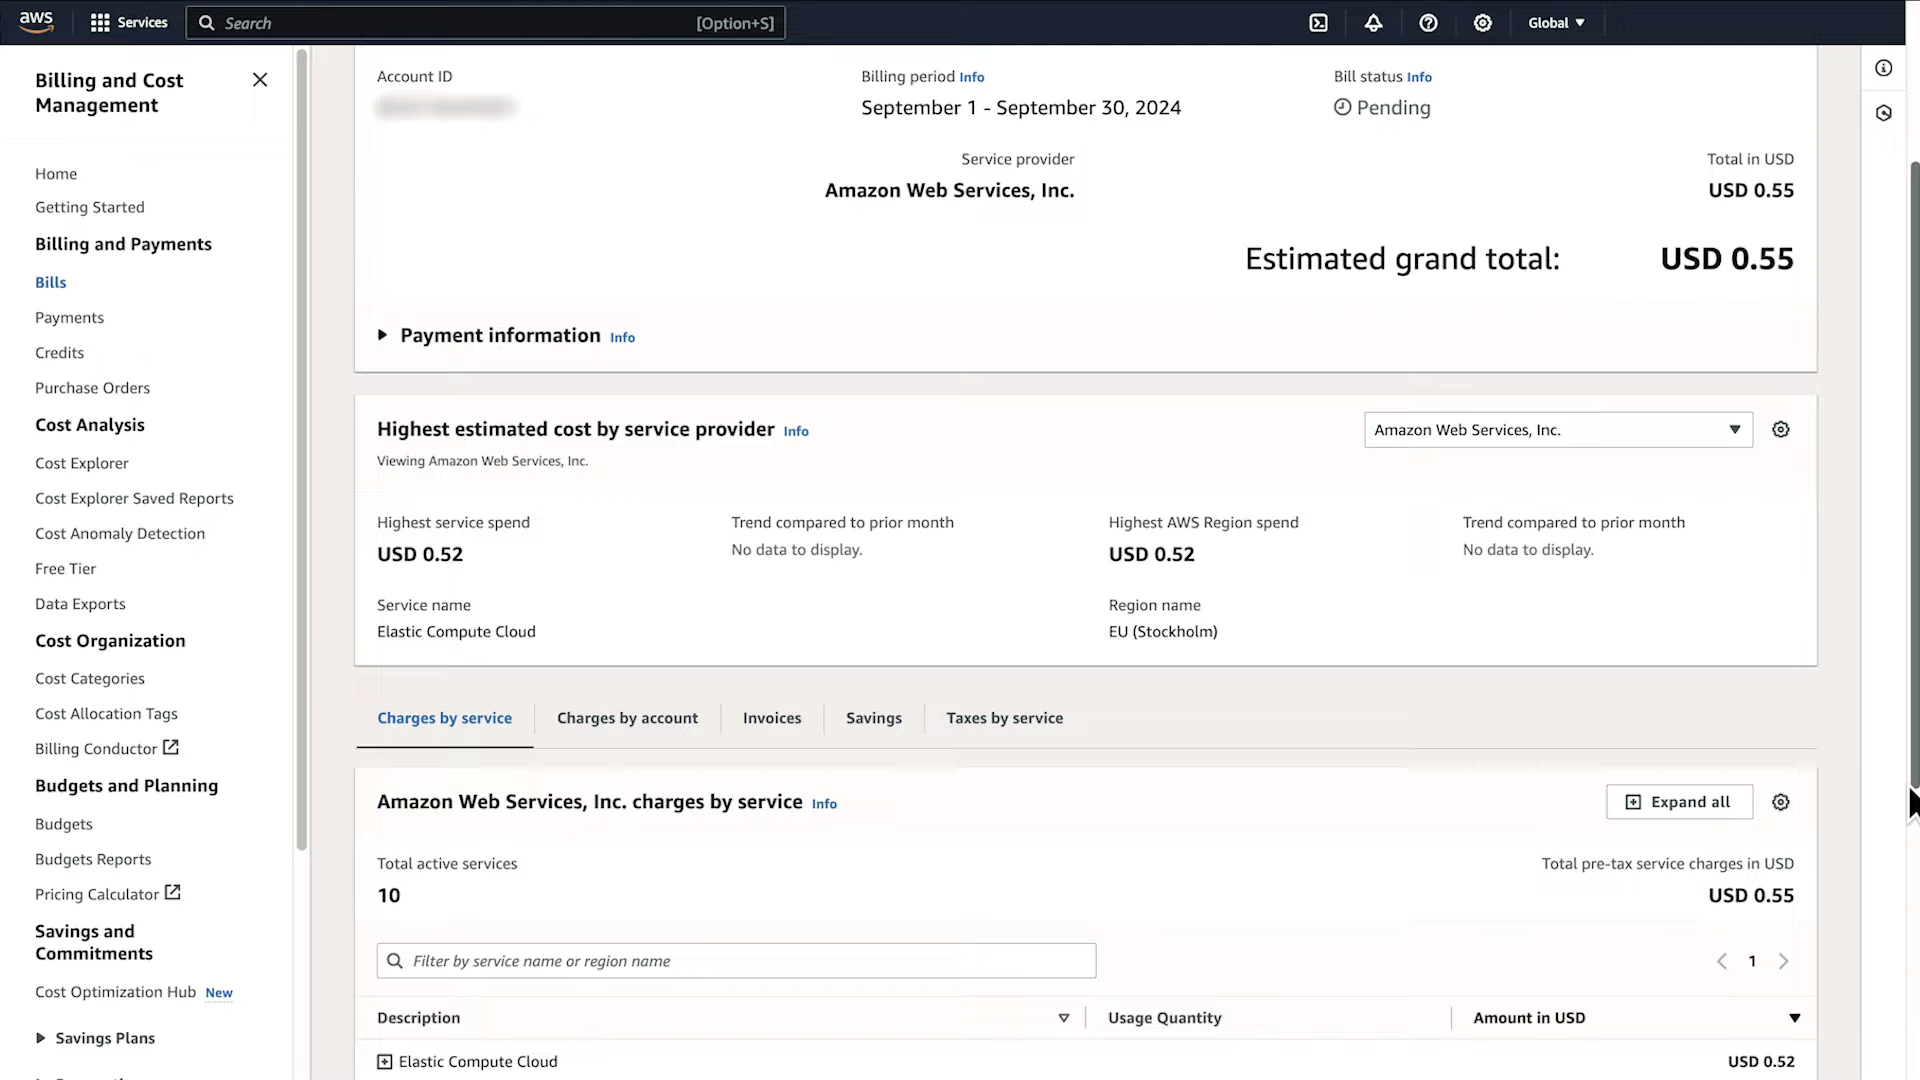 aws
Services
Search
[Option+S]
Global
Billing and Cost
Management
Home
Getting Started
Billing and Payments
Bills
Payments
Credits
Purchase Orders
Cost Analysis
Cost Explorer
Cost Explorer Saved Reports
Cost Anomaly Detection
Free Tier
Data Exports
Cost Organization
Cost Categories
Cost Allocation Tags
Billing Conductor
Budgets and Planning
Budgets
Budgets Reports
Pricing Calculator
Savings and
Commitments
Cost Optimization Hub New
Savings Plans
Account ID
Billing period Info
September 1 - September 30, 2024
Bill status Info
Pending
Service provider
Amazon Web Services, Inc.
Total in USD
USD 0.55
Estimated grand total: USD 0.55
Payment information Info
Highest estimated cost by service provider Info
Viewing Amazon Web Services, Inc.
Amazon Web Services, Inc.
Highest service spend
USD 0.52
Trend compared to prior month
No data to display.
Highest AWS Region spend
USD 0.52
Trend compared to prior month
No data to display.
Service name
Elastic Compute Cloud
Region name
EU (Stockholm)
Charges by service
Charges by account
Invoices
Savings
Taxes by service
Amazon Web Services, Inc. charges by service Info
Expand all
Total active services
10
Total pre-tax service charges in USD
USD 0.55
Filter by service name or region name
1
Description
Usage Quantity
Amount in USD
Elastic Compute Cloud
USD 0.52